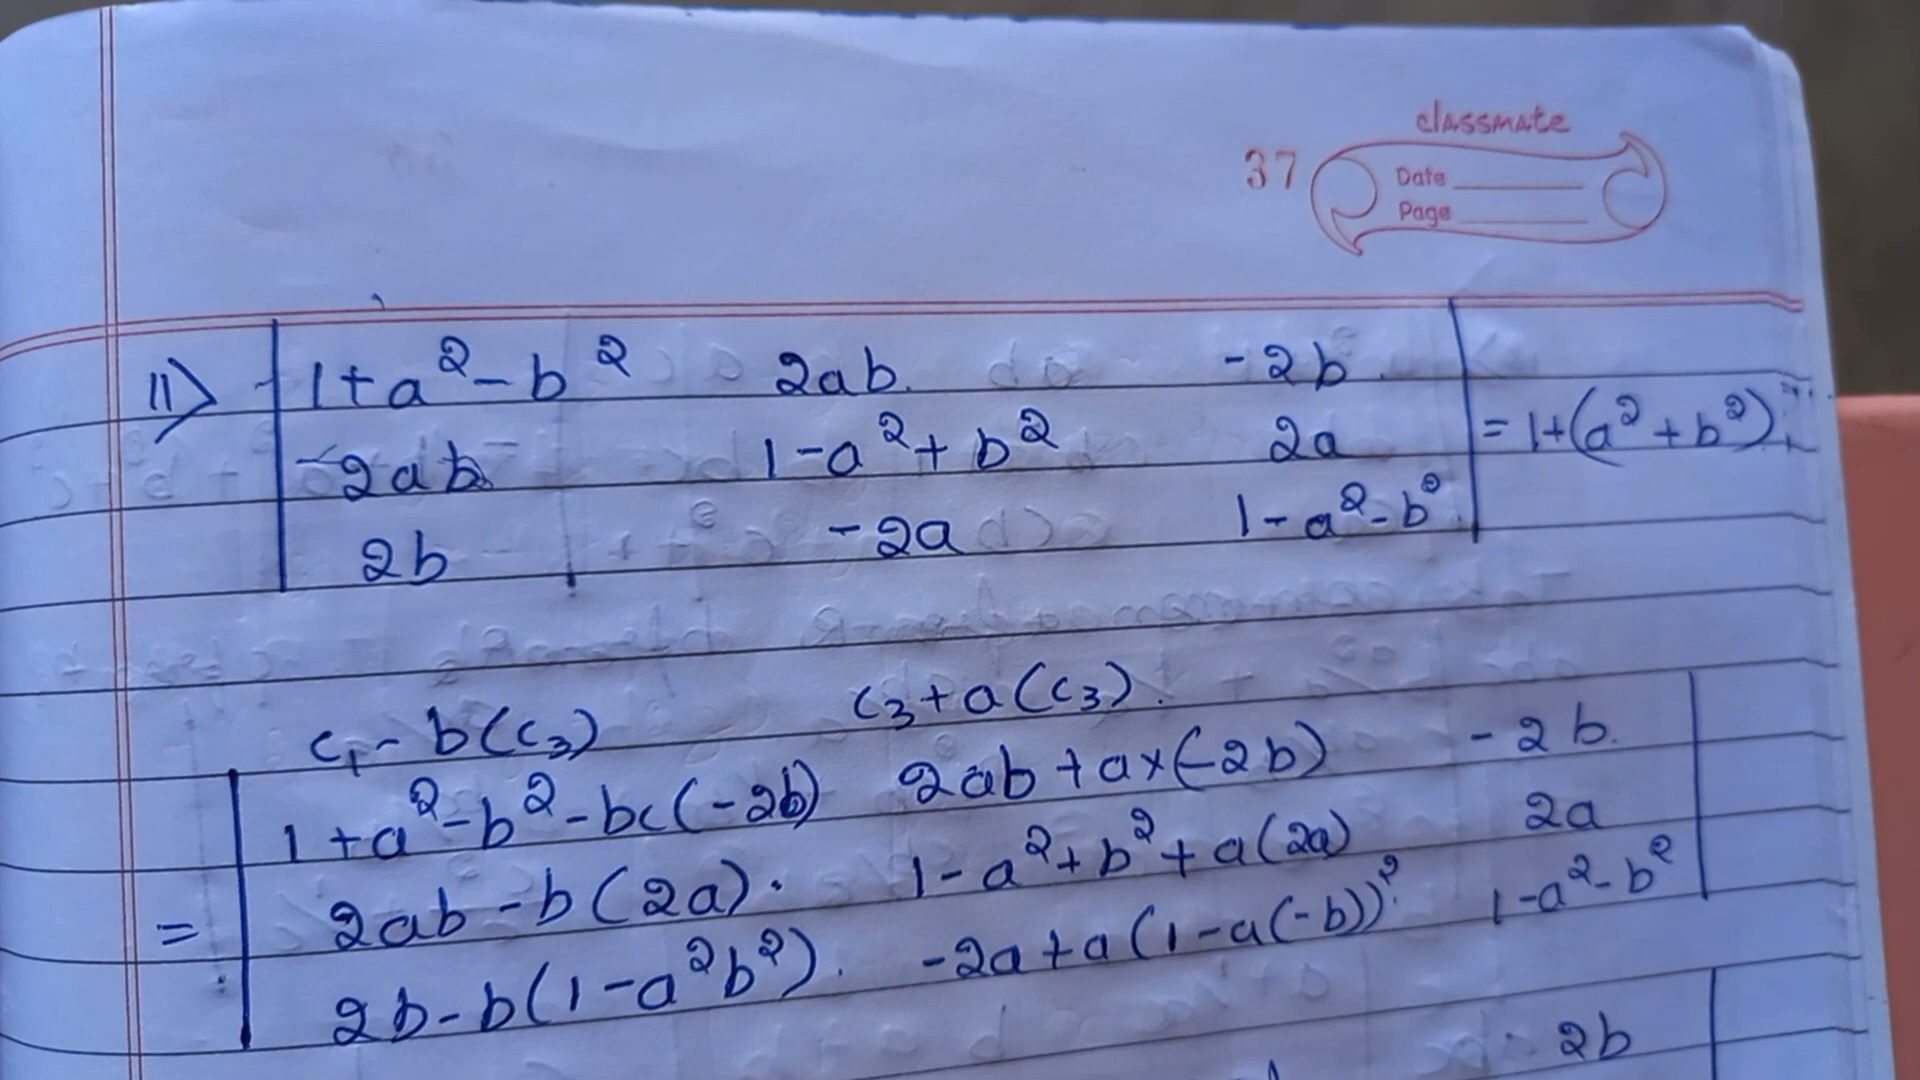 classmate
37
Date
Page
11> 1+a²-b² 2ab. -2b
-2ab 1-a²+b² 2a = 1+(a²+b²)
2b -2a 1-a²-b²
c₁-b(c₃) c₃+a(c₃).
1+a²-b²-bc(-2b) 2ab+a×(-2b) -2b.
= 2ab-b(2a). 1-a²+b²+a(2a) 2a
2b-b(1-a²b²). -2a+a(1-a(-b))² 1-a²-b²
2b